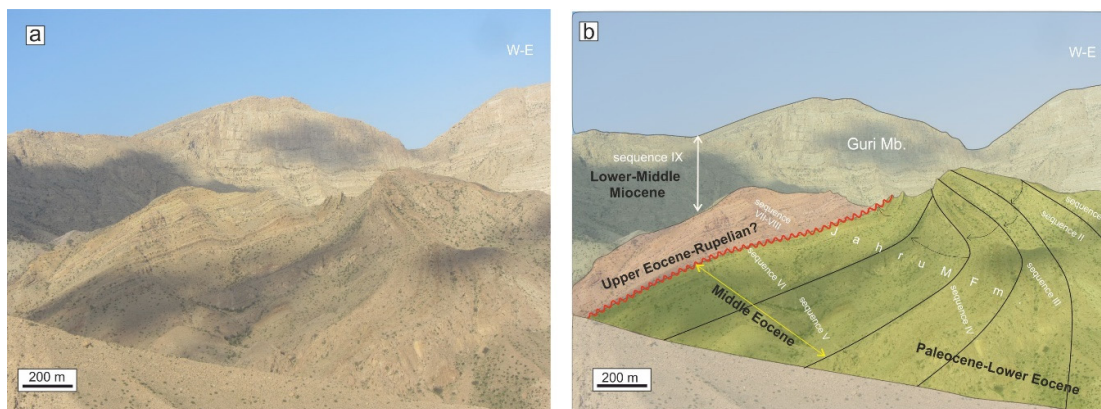 a
W-E
200 m
b
W-E
Guri Mb.
sequence IX
Lower-Middle
Miocene
sequence
VII-VIII
Upper Eocene-Rupelian?
J a h r u M F m
sequence II
sequence III
sequence VI
sequence V
sequence IV
Middle Eocene
Paleocene-Lower Eocene
200 m